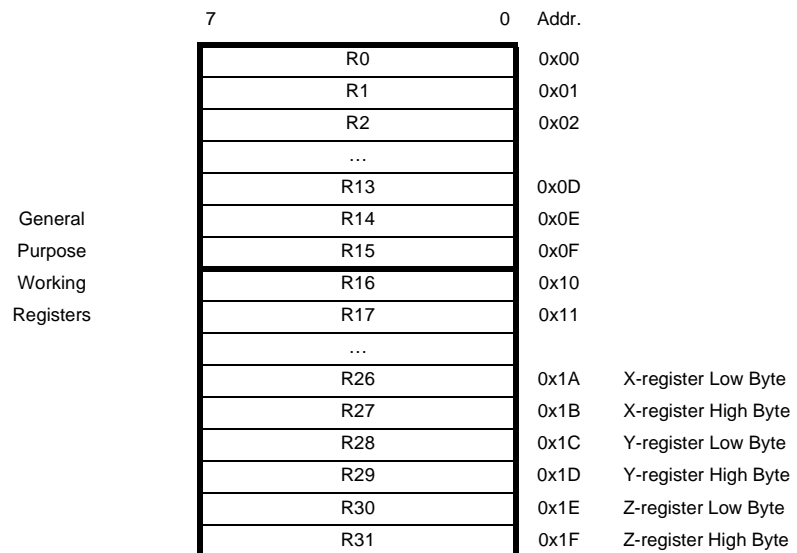 7 0 Addr.
R0 0x00
R1 0x01
R2 0x02
…
R13 0x0D
General R14 0x0E
Purpose R15 0x0F
Working R16 0x10
Registers R17 0x11
…
R26 0x1A X-register Low Byte
R27 0x1B X-register High Byte
R28 0x1C Y-register Low Byte
R29 0x1D Y-register High Byte
R30 0x1E Z-register Low Byte
R31 0x1F Z-register High Byte